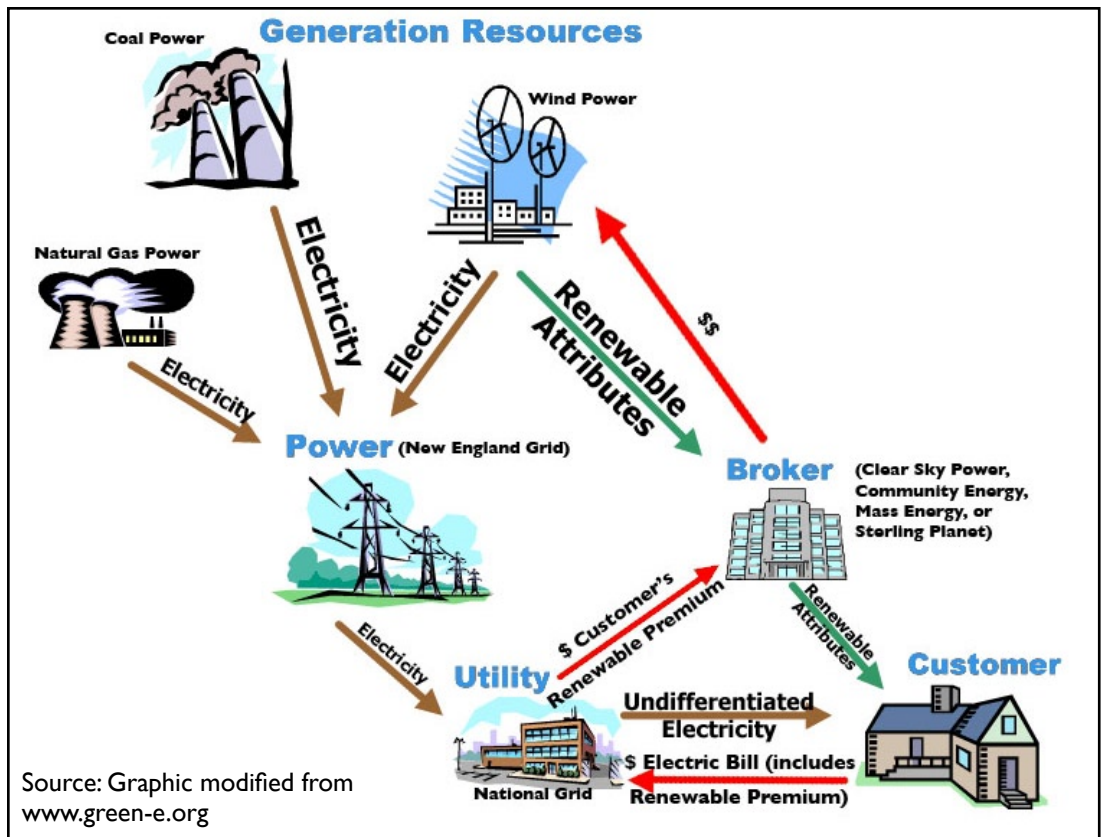 Generation Resources
Coal Power
Wind Power
Natural Gas Power
Electricity
Electricity
Electricity
Renewable
Attributes
$$
Power (New England Grid)
Broker
(Clear Sky Power,
Community Energy,
Mass Energy, or
Sterling Planet)
$ Customer's
Renewable Premium
Renewable
Attributes
Electricity
Utility
Customer
Undifferentiated
Electricity
$ Electric Bill (includes
Renewable Premium)
National Grid
Source: Graphic modified from
www.green-e.org